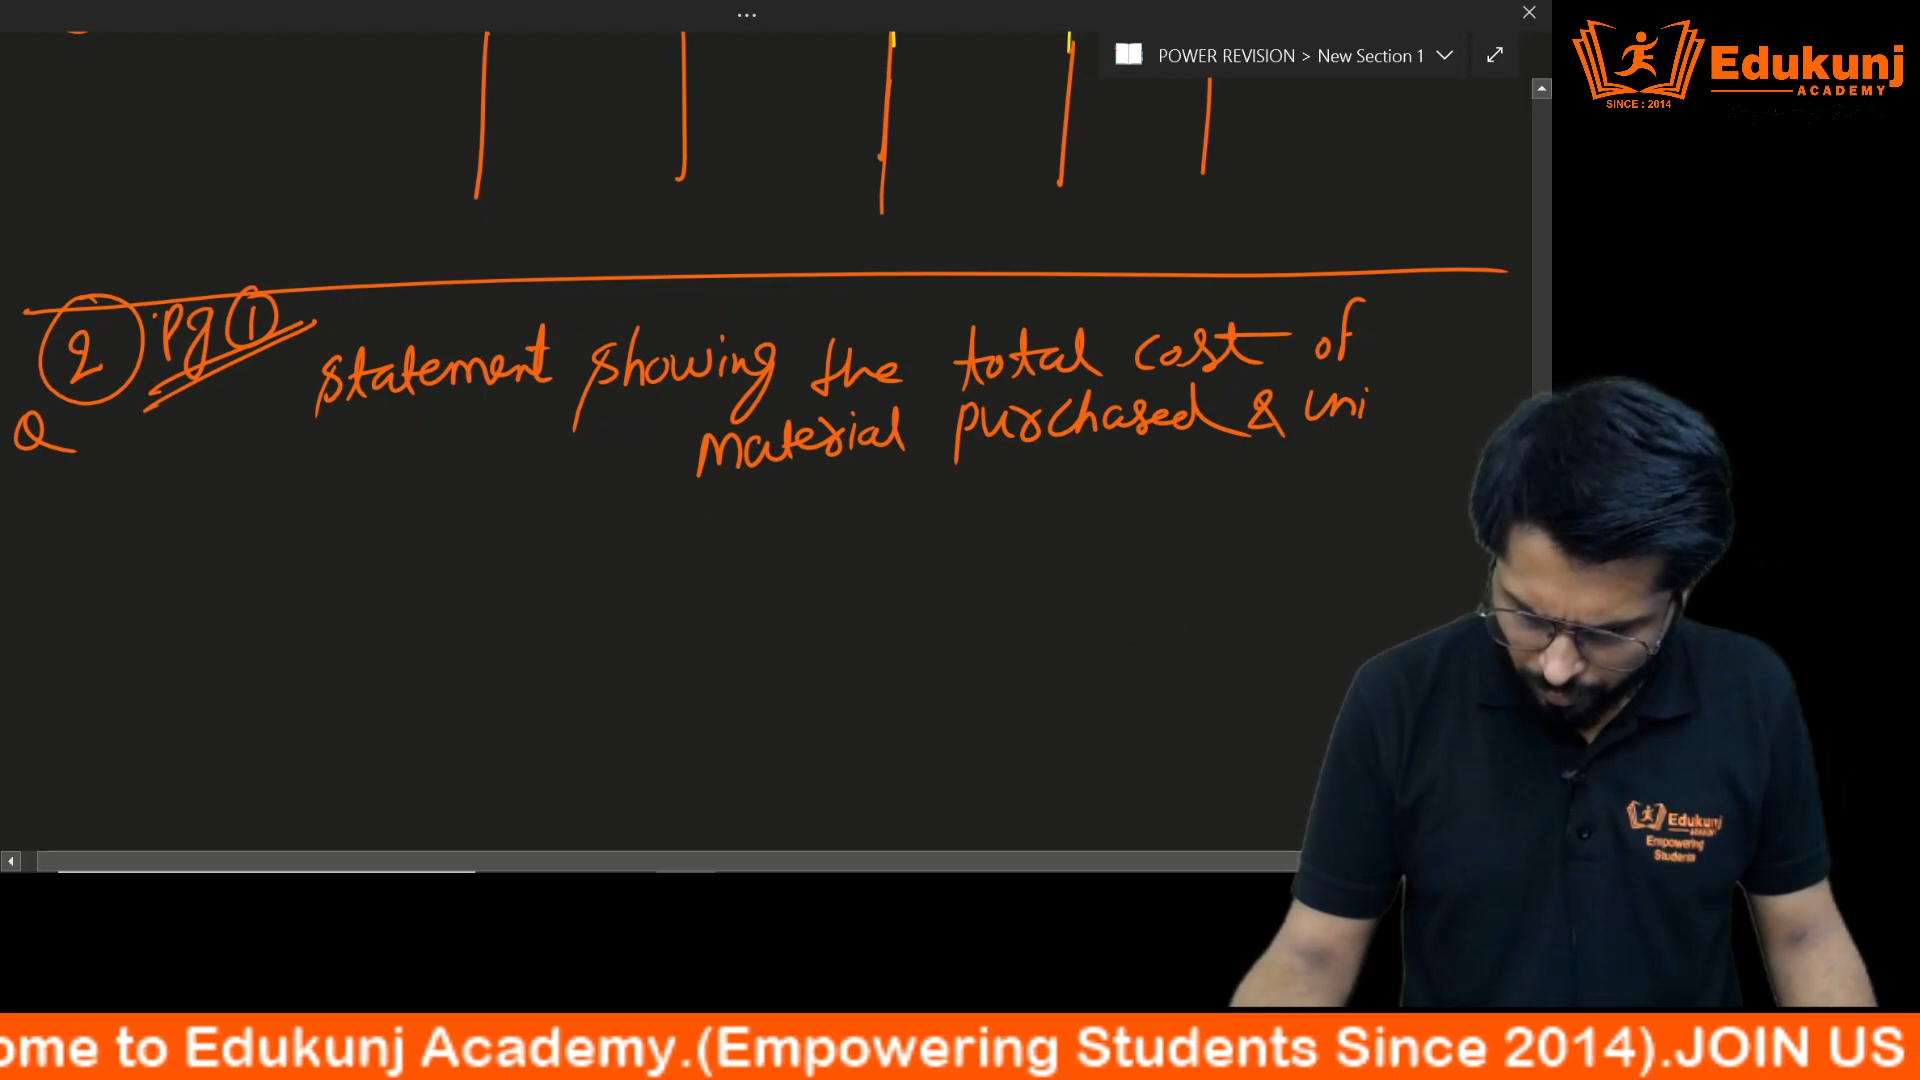 POWER REVISION > New Section 1
Edukunj
ACADEMY
SINCE : 2014
2 Pg 1
statement showing the total cost of
Material purchased & uni
Q
Edukunj
Empowering
Students
ome to Edukunj Academy.(Empowering Students Since 2014).JOIN US